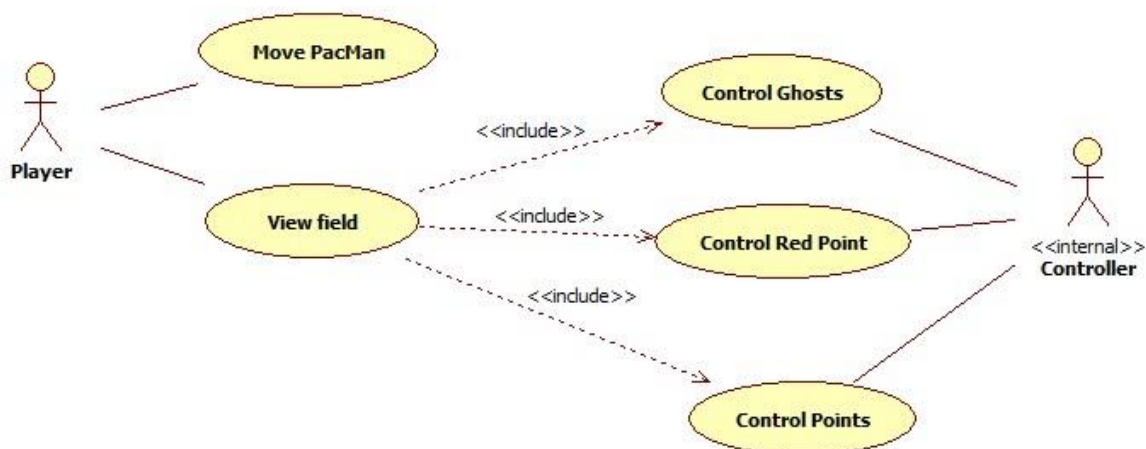 Move PacMan
Control Ghosts
<<include>>
Player
View field
<<include>>
Control Red Point
<<internal>>
Controller
<<include>>
Control Points